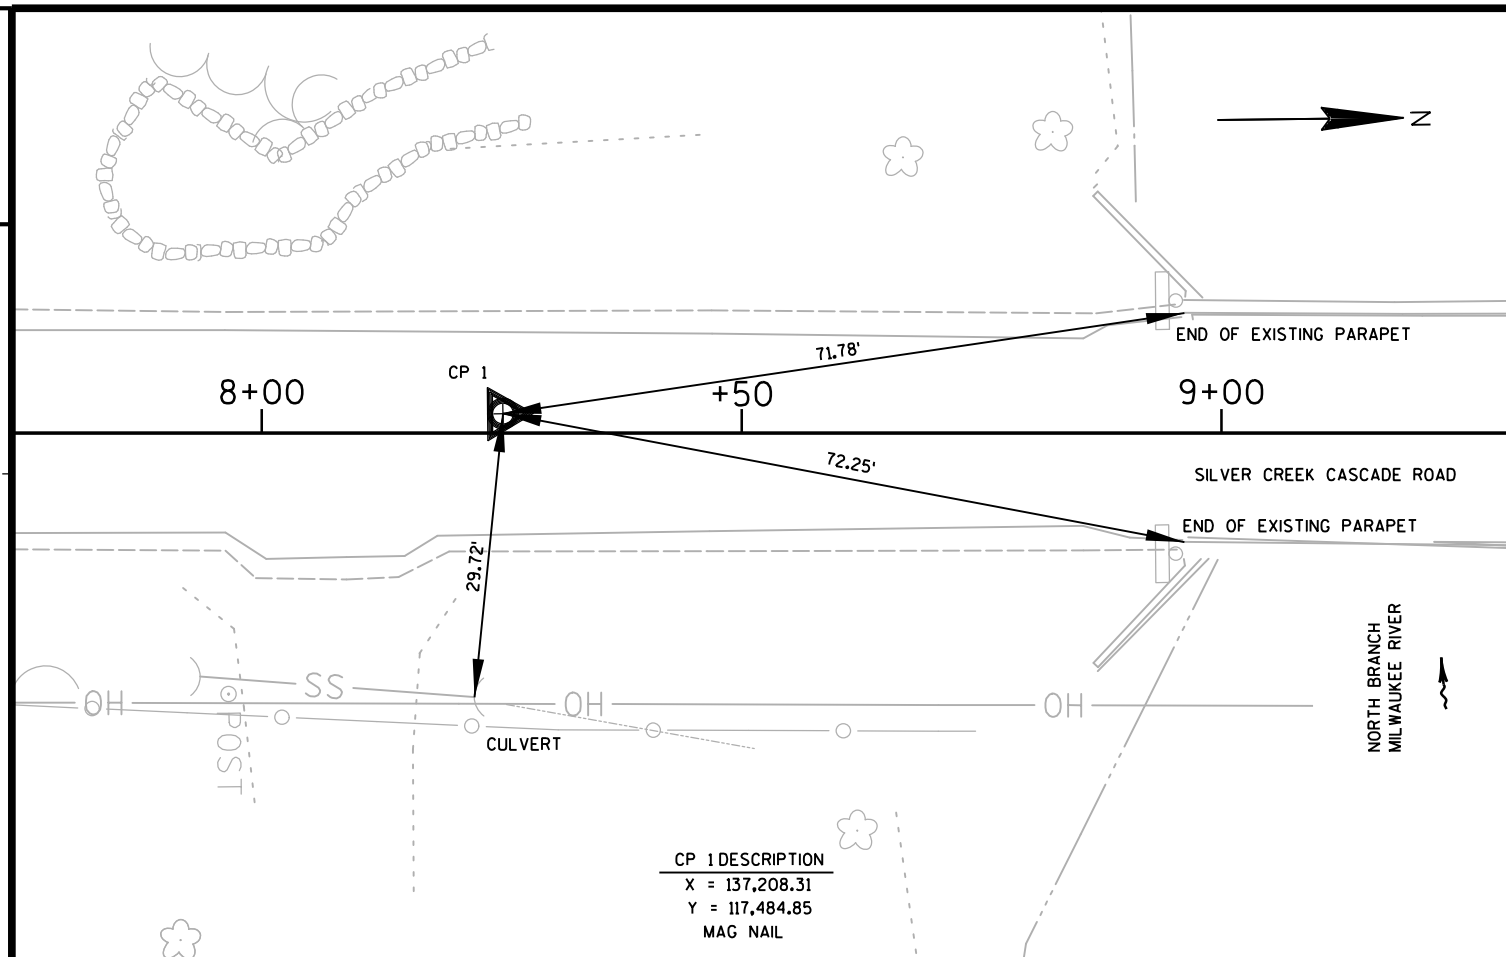 N
END OF EXISTING PARAPET
71.78'
CP 1
8+00
+50
9+00
72.25'
SILVER CREEK CASCADE ROAD
END OF EXISTING PARAPET
29.72'
NORTH BRANCH
MILWAUKEE RIVER
SS
OH
OH
OH
POST
CULVERT
CP 1 DESCRIPTION
X = 137,208.31
Y = 117,484.85
MAG NAIL